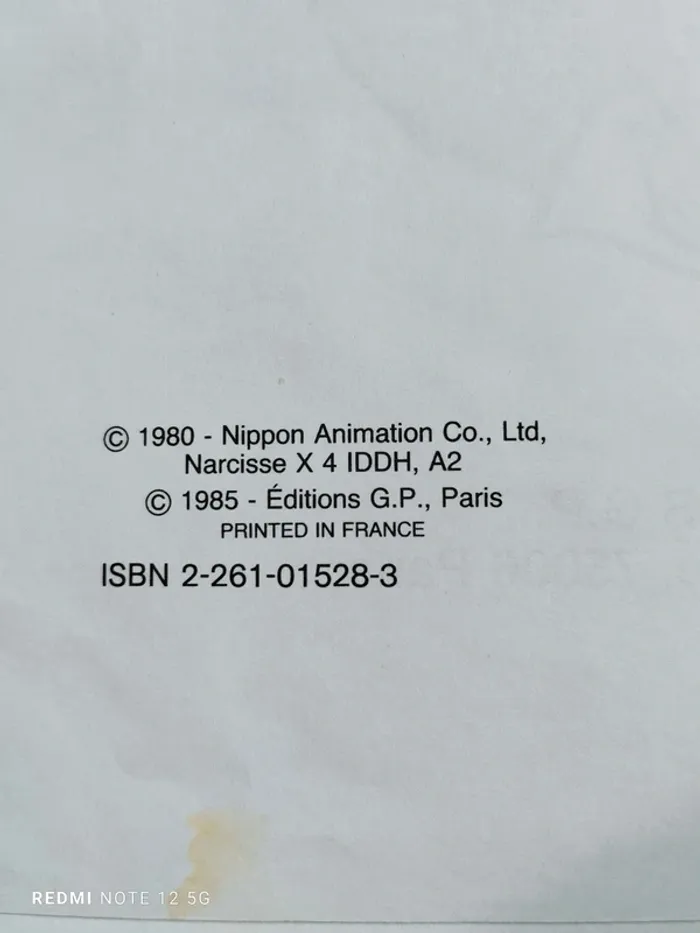 © 1980 - Nippon Animation Co., Ltd,
Narcisse X 4 IDDH, A2
© 1985 - Éditions G.P., Paris
PRINTED IN FRANCE
ISBN 2-261-01528-3
REDMI NOTE 12 5G